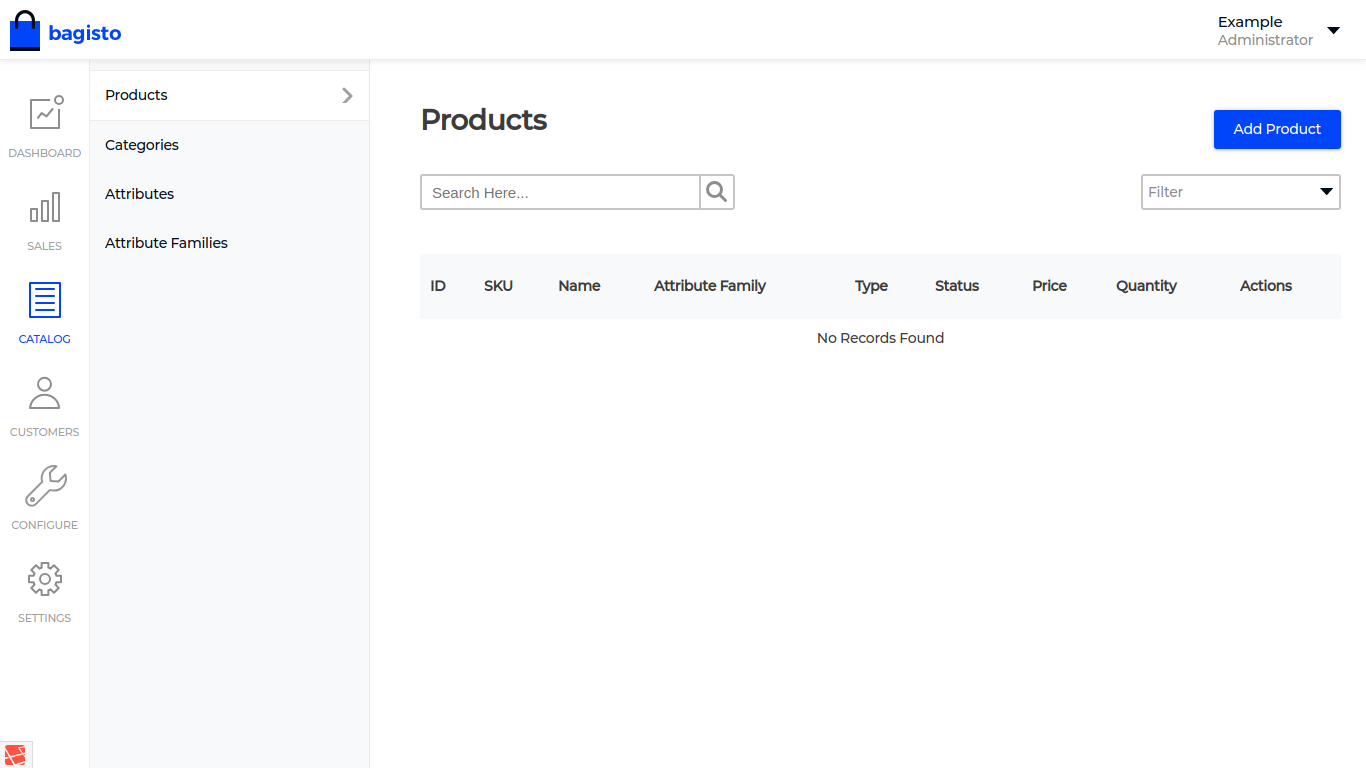 bagisto
Example
Administrator
DASHBOARD
SALES
CATALOG
CUSTOMERS
CONFIGURE
SETTINGS
Products
Categories
Attributes
Attribute Families
Products
Add Product
Search Here...
Filter
ID SKU Name Attribute Family Type Status Price Quantity Actions
No Records Found